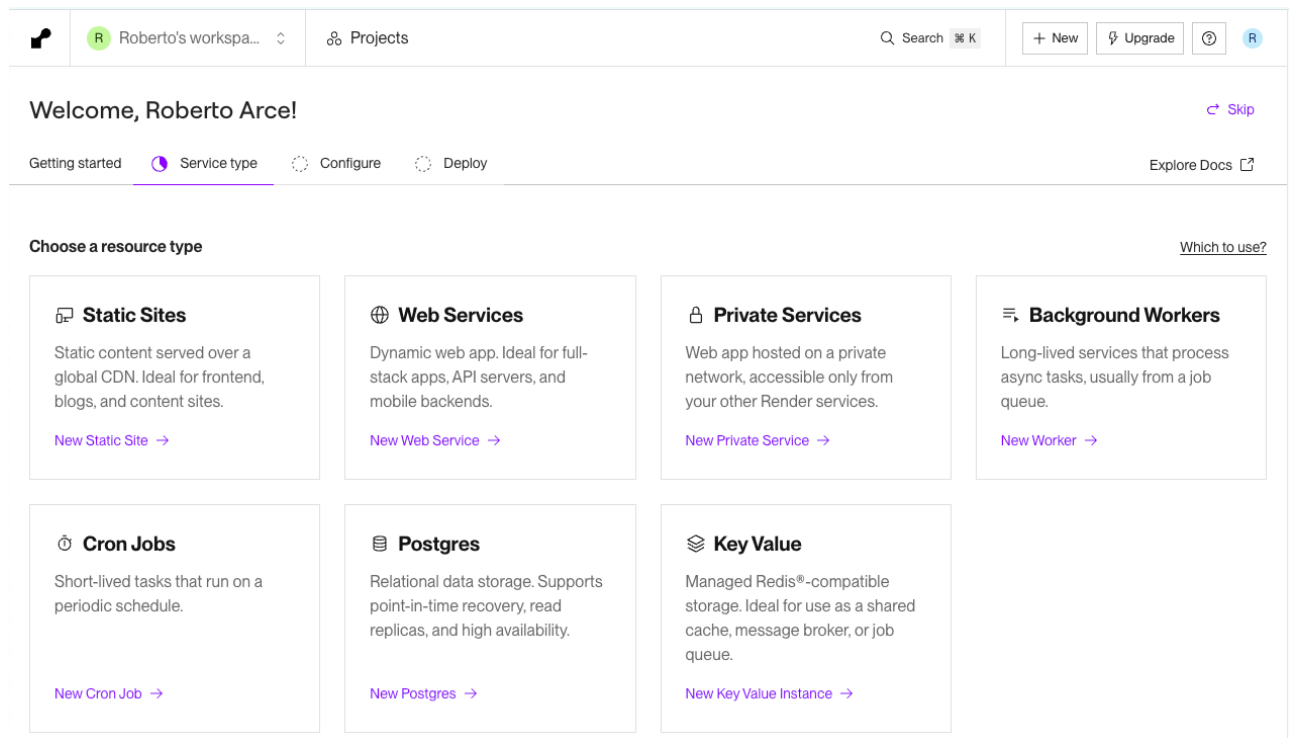 R Roberto's workspa... Projects Search ⌘ K + New Upgrade R
Welcome, Roberto Arce!
Skip
Getting started Service type Configure Deploy
Explore Docs
Choose a resource type
Which to use?
Static Sites
Static content served over a
global CDN. Ideal for frontend,
blogs, and content sites.
New Static Site →
Web Services
Dynamic web app. Ideal for full-
stack apps, API servers, and
mobile backends.
New Web Service →
Private Services
Web app hosted on a private
network, accessible only from
your other Render services.
New Private Service →
Background Workers
Long-lived services that process
async tasks, usually from a job
queue.
New Worker →
Cron Jobs
Short-lived tasks that run on a
periodic schedule.
New Cron Job →
Postgres
Relational data storage. Supports
point-in-time recovery, read
replicas, and high availability.
New Postgres →
Key Value
Managed Redis®-compatible
storage. Ideal for use as a shared
cache, message broker, or job
queue.
New Key Value Instance →